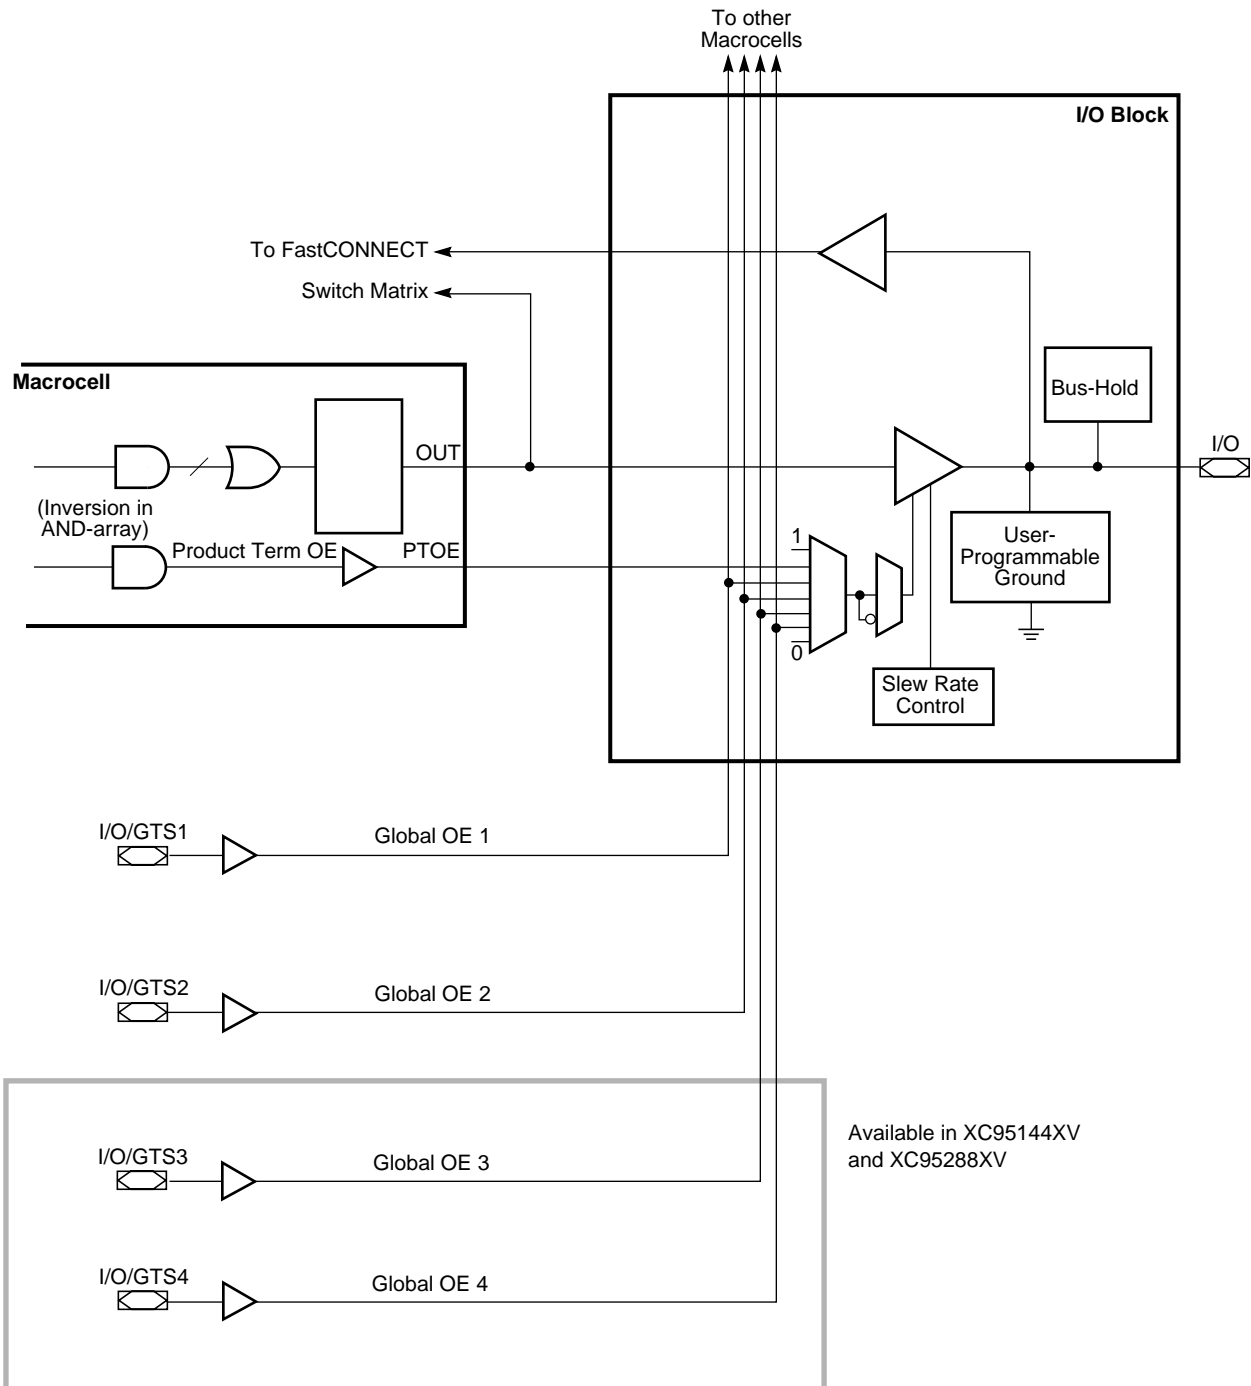 To other
Macrocells
I/O Block
To FastCONNECT
Switch Matrix
Macrocell
Bus-Hold
OUT
I/O
(Inversion in
AND-array)
Product Term OE
PTOE
1
User-
Programmable
Ground
0
Slew Rate
Control
I/O/GTS1
Global OE 1
I/O/GTS2
Global OE 2
Available in XC95144XV
and XC95288XV
I/O/GTS3
Global OE 3
I/O/GTS4
Global OE 4